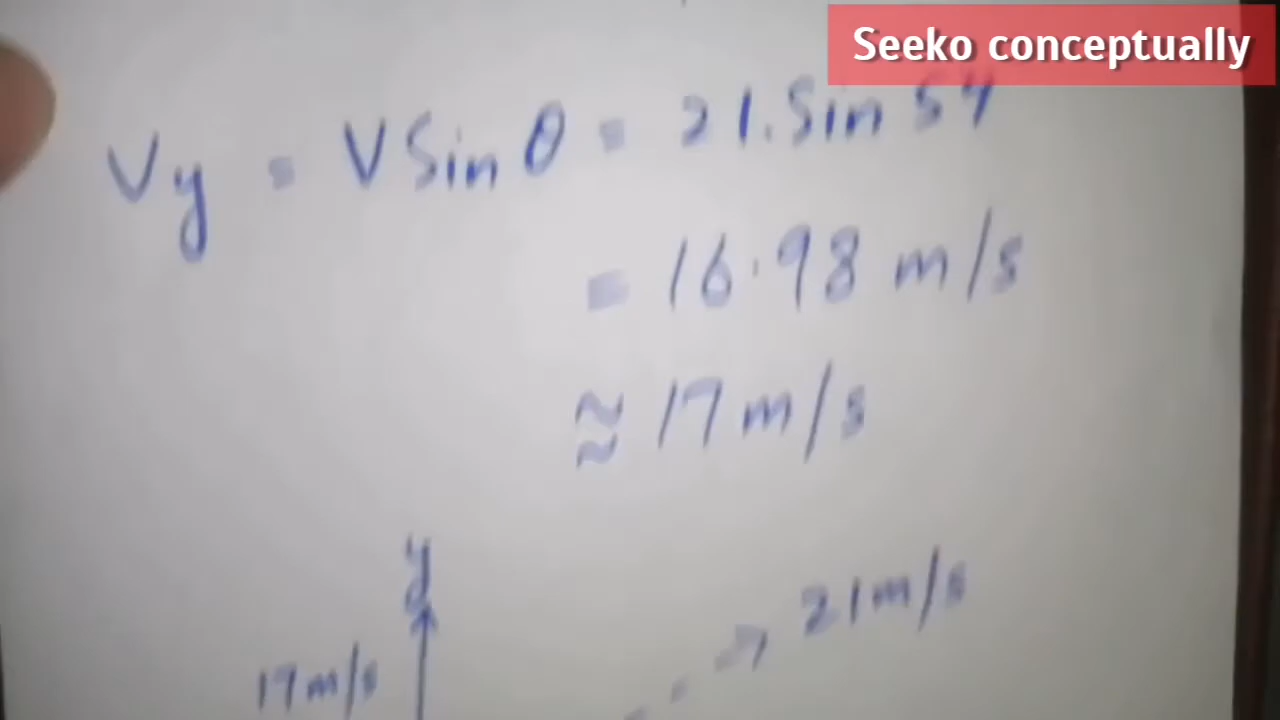 Seeko conceptually
Vy = V Sin θ = 21. Sin 54
= 16.98 m/s
≈ 17 m/s
y
21 m/s
17 m/s